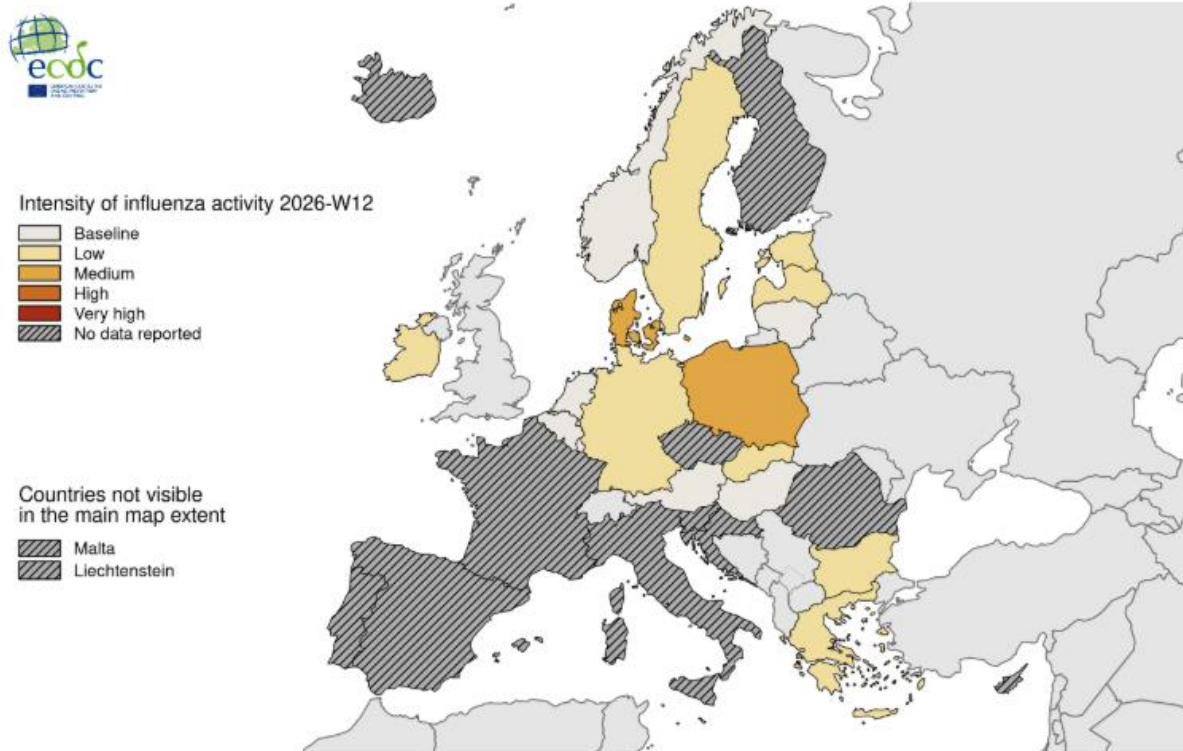 ecdc
Intensity of influenza activity 2026-W12
Baseline
Low
Medium
High
Very high
No data reported
Countries not visible
in the main map extent
Malta
Liechtenstein